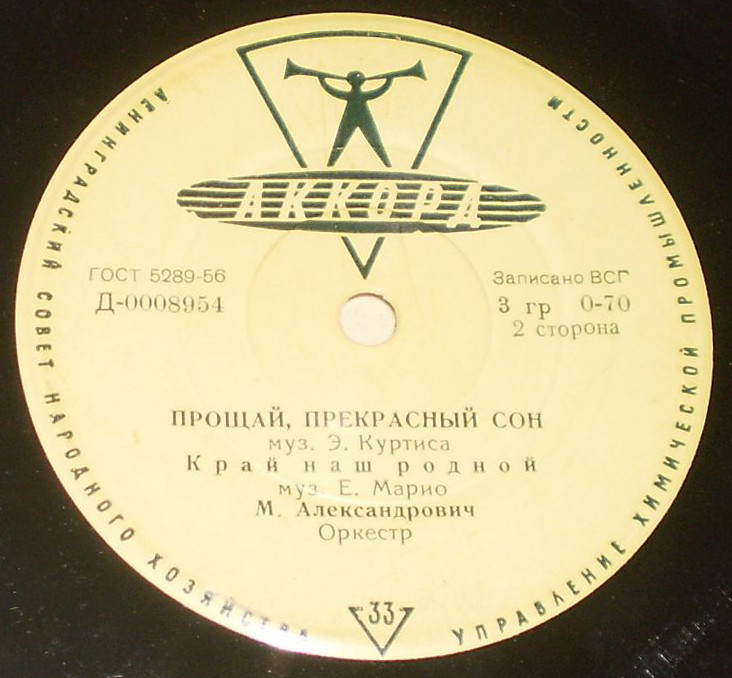 АККОРД
ЛЕНИНГРАДСКИЙ СОВЕТ НАРОДНОГО ХОЗЯЙСТВА
УПРАВЛЕНИЕ ХИМИЧЕСКОЙ ПРОМЫШЛЕННОСТИ
ГОСТ 5289-56
Д-0008954
Записано ВСГ
3 гр 0-70
2 сторона
ПРОЩАЙ, ПРЕКРАСНЫЙ СОН
муз. Э. Куртиса
Край наш родной
муз. Е. Марио
М. Александрович
Оркестр
33